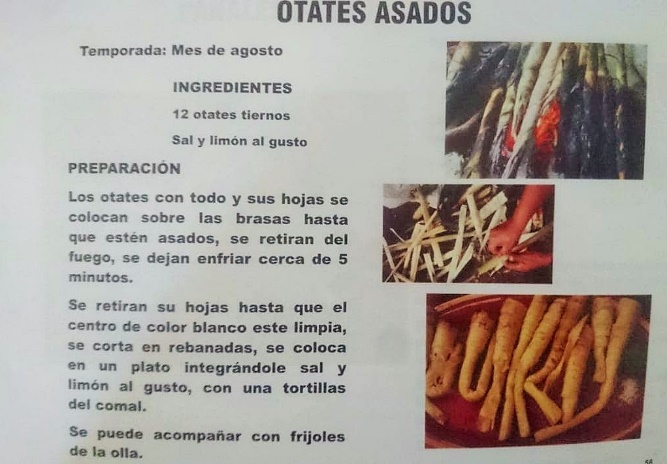 OTATES ASADOS
Temporada: Mes de agosto
INGREDIENTES
12 otates tiernos
Sal y limón al gusto
PREPARACIÓN
Los otates con todo y sus hojas se
colocan sobre las brasas hasta
que estén asados, se retiran del
fuego, se dejan enfriar cerca de 5
minutos.
Se retiran su hojas hasta que el
centro de color blanco este limpia,
se corta en rebanadas, se coloca
en un plato integrándole sal y
limón al gusto, con una tortillas
del comal.
Se puede acompañar con frijoles
de la olla.